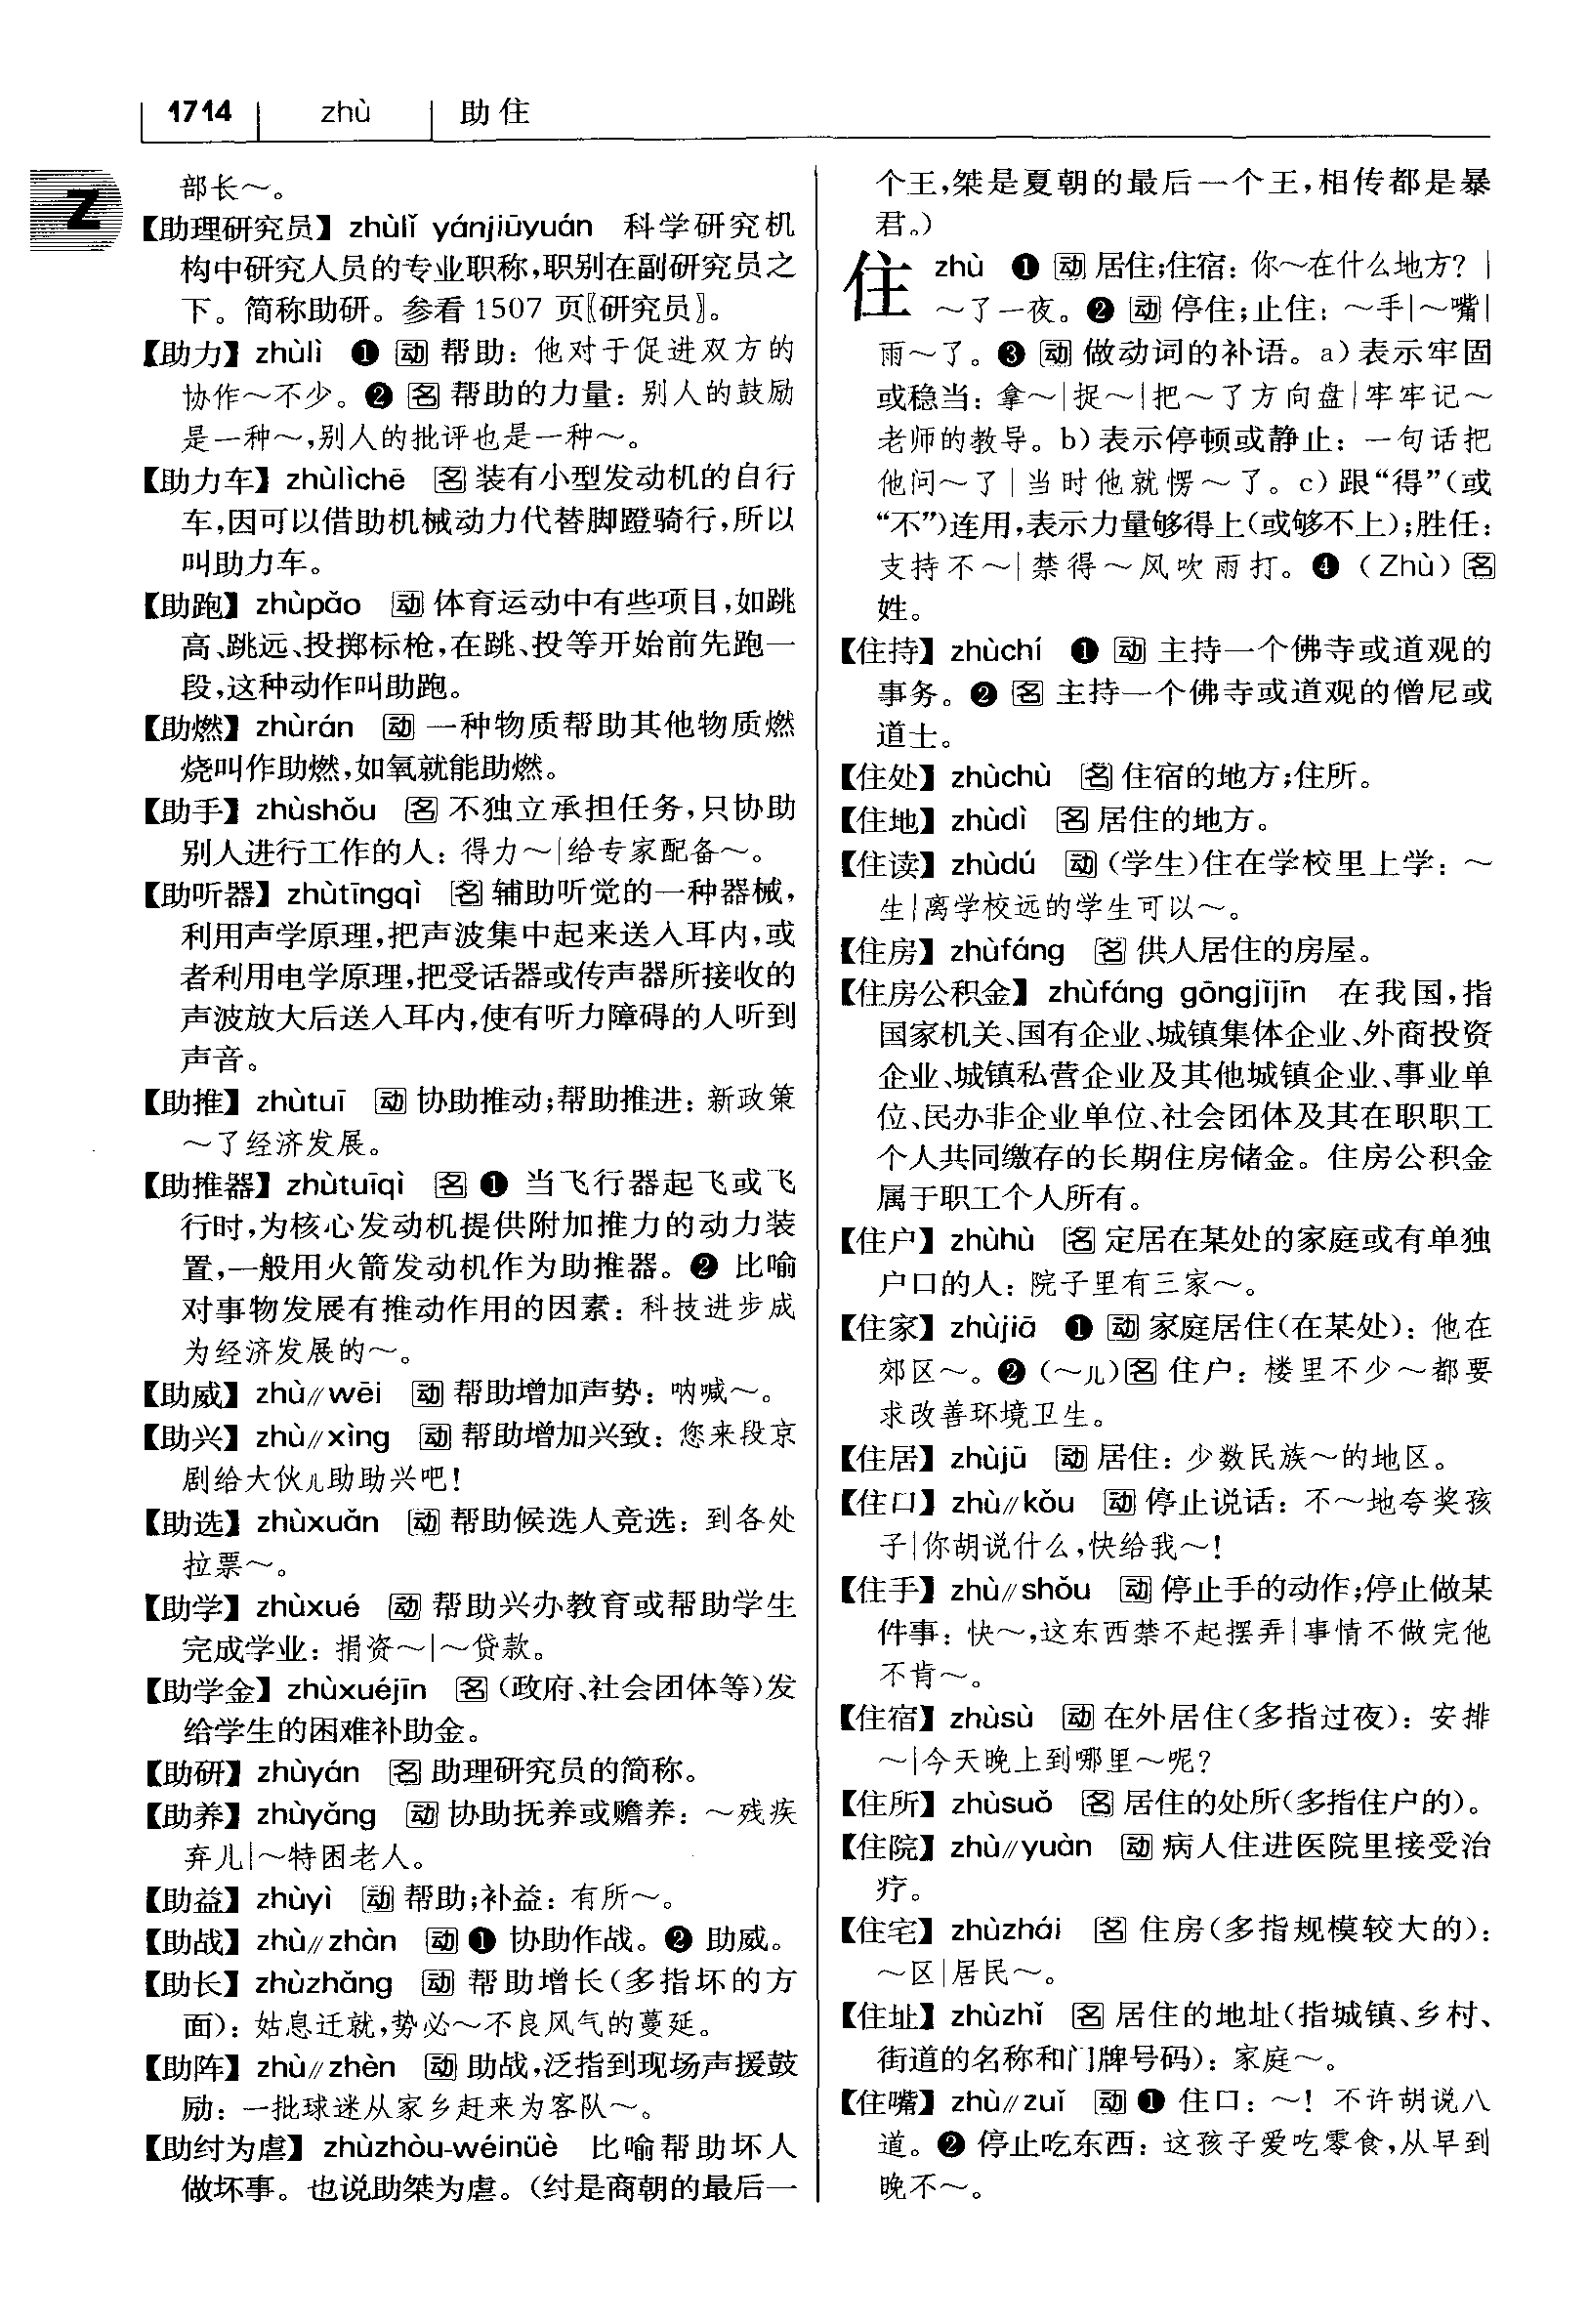 1714 zhù 助住
Z
部长～。
【助理研究员】 zhùlǐ yánjiūyuán 科学研究机
构中研究人员的专业职称,职别在副研究员之
下。简称助研。参看 1507 页〖研究员〗。
【助力】 zhùlì ❶ 动 帮助：他对于促进双方的
协作～不少。❷ 名 帮助的力量：别人的鼓励
是一种～,别人的批评也是一种～。
【助力车】 zhùlìchē 名 装有小型发动机的自行
车,因可以借助机械动力代替脚蹬骑行,所以
叫助力车。
【助跑】 zhùpǎo 动 体育运动中有些项目,如跳
高、跳远、投掷标枪,在跳、投等开始前先跑一
段,这种动作叫助跑。
【助燃】 zhùrán 动 一种物质帮助其他物质燃
烧叫作助燃,如氧就能助燃。
【助手】 zhùshǒu 名 不独立承担任务,只协助
别人进行工作的人：得力～|给专家配备～。
【助听器】 zhùtīngqì 名 辅助听觉的一种器械,
利用声学原理,把声波集中起来送入耳内,或
者利用电学原理,把受话器或传声器所接收的
声波放大后送入耳内,使有听力障碍的人听到
声音。
【助推】 zhùtuī 动 协助推动;帮助推进：新政策
～了经济发展。
【助推器】 zhùtuīqì 名 ❶ 当飞行器起飞或飞
行时,为核心发动机提供附加推力的动力装
置,一般用火箭发动机作为助推器。❷ 比喻
对事物发展有推动作用的因素：科技进步成
为经济发展的～。
【助威】 zhù//wēi 动 帮助增加声势：呐喊～。
【助兴】 zhù//xìng 动 帮助增加兴致：您来段京
剧给大伙儿助助兴吧!
【助选】 zhùxuǎn 动 帮助候选人竞选：到各处
拉票～。
【助学】 zhùxué 动 帮助兴办教育或帮助学生
完成学业：捐资～|～贷款。
【助学金】 zhùxuéjīn 名 (政府、社会团体等)发
给学生的困难补助金。
【助研】 zhùyán 名 助理研究员的简称。
【助养】 zhùyǎng 动 协助抚养或赡养：～残疾
弃儿|～特困老人。
【助益】 zhùyì 动 帮助;补益：有所～。
【助战】 zhù//zhàn 动 ❶ 协助作战。❷ 助威。
【助长】 zhùzhǎng 动 帮助增长(多指坏的方
面)：姑息迁就,势必～不良风气的蔓延。
【助阵】 zhù//zhèn 动 助战,泛指到现场声援鼓
励：一批球迷从家乡赶来为客队～。
【助纣为虐】 zhùzhòu-wéinüè 比喻帮助坏人
做坏事。也说助桀为虐。(纣是商朝的最后一
个王,桀是夏朝的最后一个王,相传都是暴
君。)
住 zhù ❶ 动 居住;住宿：你～在什么地方? |
～了一夜。❷ 动 停住;止住：～手|～嘴|
雨～了。❸ 动 做动词的补语。a)表示牢固
或稳当：拿～|捉～|把～了方向盘|牢牢记～
老师的教导。b)表示停顿或静止：一句话把
他问～了|当时他就愣～了。c)跟“得”(或
“不”)连用,表示力量够得上(或够不上);胜任：
支持不～|禁得～风吹雨打。❹ (Zhù) 名
姓。
【住持】 zhùchí ❶ 动 主持一个佛寺或道观的
事务。❷ 名 主持一个佛寺或道观的僧尼或
道士。
【住处】 zhùchù 名 住宿的地方;住所。
【住地】 zhùdì 名 居住的地方。
【住读】 zhùdú 动 (学生)住在学校里上学：～
生|离学校远的学生可以～。
【住房】 zhùfáng 名 供人居住的房屋。
【住房公积金】 zhùfáng gōngjījīn 在我国,指
国家机关、国有企业、城镇集体企业、外商投资
企业、城镇私营企业及其他城镇企业、事业单
位、民办非企业单位、社会团体及其在职职工
个人共同缴存的长期住房储金。住房公积金
属于职工个人所有。
【住户】 zhùhù 名 定居在某处的家庭或有单独
户口的人：院子里有三家～。
【住家】 zhùjiā ❶ 动 家庭居住(在某处)：他在
郊区～。❷ (～儿) 名 住户：楼里不少～都要
求改善环境卫生。
【住居】 zhùjū 动 居住：少数民族～的地区。
【住口】 zhù//kǒu 动 停止说话：不～地夸奖孩
子|你胡说什么,快给我～!
【住手】 zhù//shǒu 动 停止手的动作;停止做某
件事：快～,这东西禁不起摆弄|事情不做完他
不肯～。
【住宿】 zhùsù 动 在外居住(多指过夜)：安排
～|今天晚上到哪里～呢?
【住所】 zhùsuǒ 名 居住的处所(多指住户的)。
【住院】 zhù//yuàn 动 病人住进医院里接受治
疗。
【住宅】 zhùzhái 名 住房(多指规模较大的)：
～区|居民～。
【住址】 zhùzhǐ 名 居住的地址(指城镇、乡村、
街道的名称和门牌号码)：家庭～。
【住嘴】 zhù//zuǐ 动 ❶ 住口：～! 不许胡说八
道。❷ 停止吃东西：这孩子爱吃零食,从早到
晚不～。